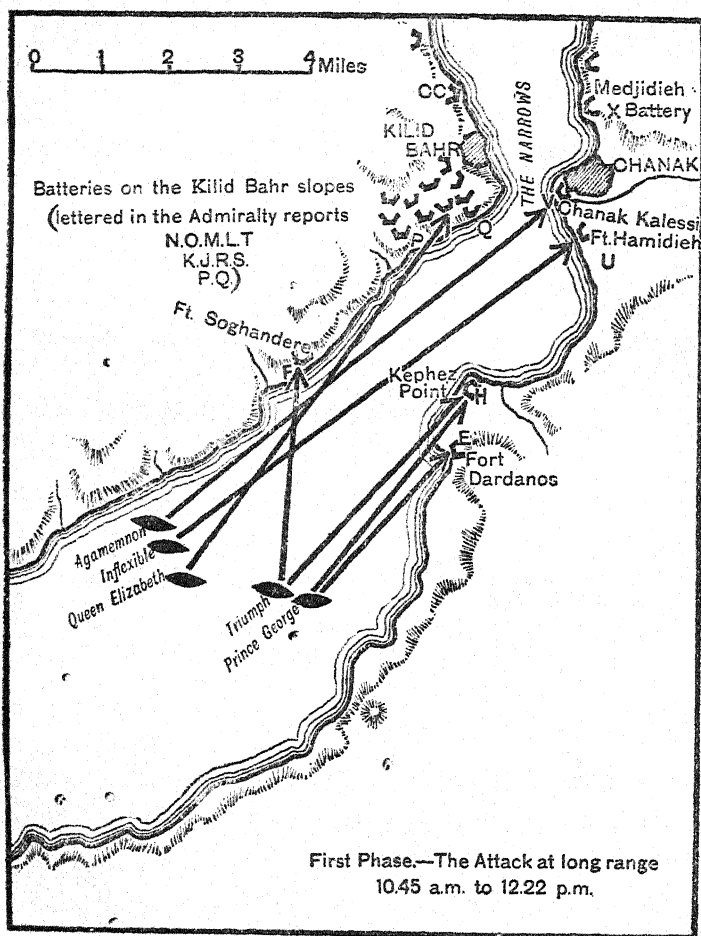 0 1 2 3 4 Miles
CC
Medjidieh
X Battery
KILID
BAHR
THE NARROWS
CHANAK
Batteries on the Kilid Bahr slopes
(lettered in the Admiralty reports
N.O.M.L.T
K.J.R.S.
P.Q.)
P
Q
Chanak Kalessi
Ft. Hamidieh
U
Ft. Soghandere
F
Kephez
Point
H
E
Fort
Dardanos
Agamemnon
Inflexible
Queen Elizabeth
Triumph
Prince George
First Phase.—The Attack at long range
10.45 a.m. to 12.22 p.m.